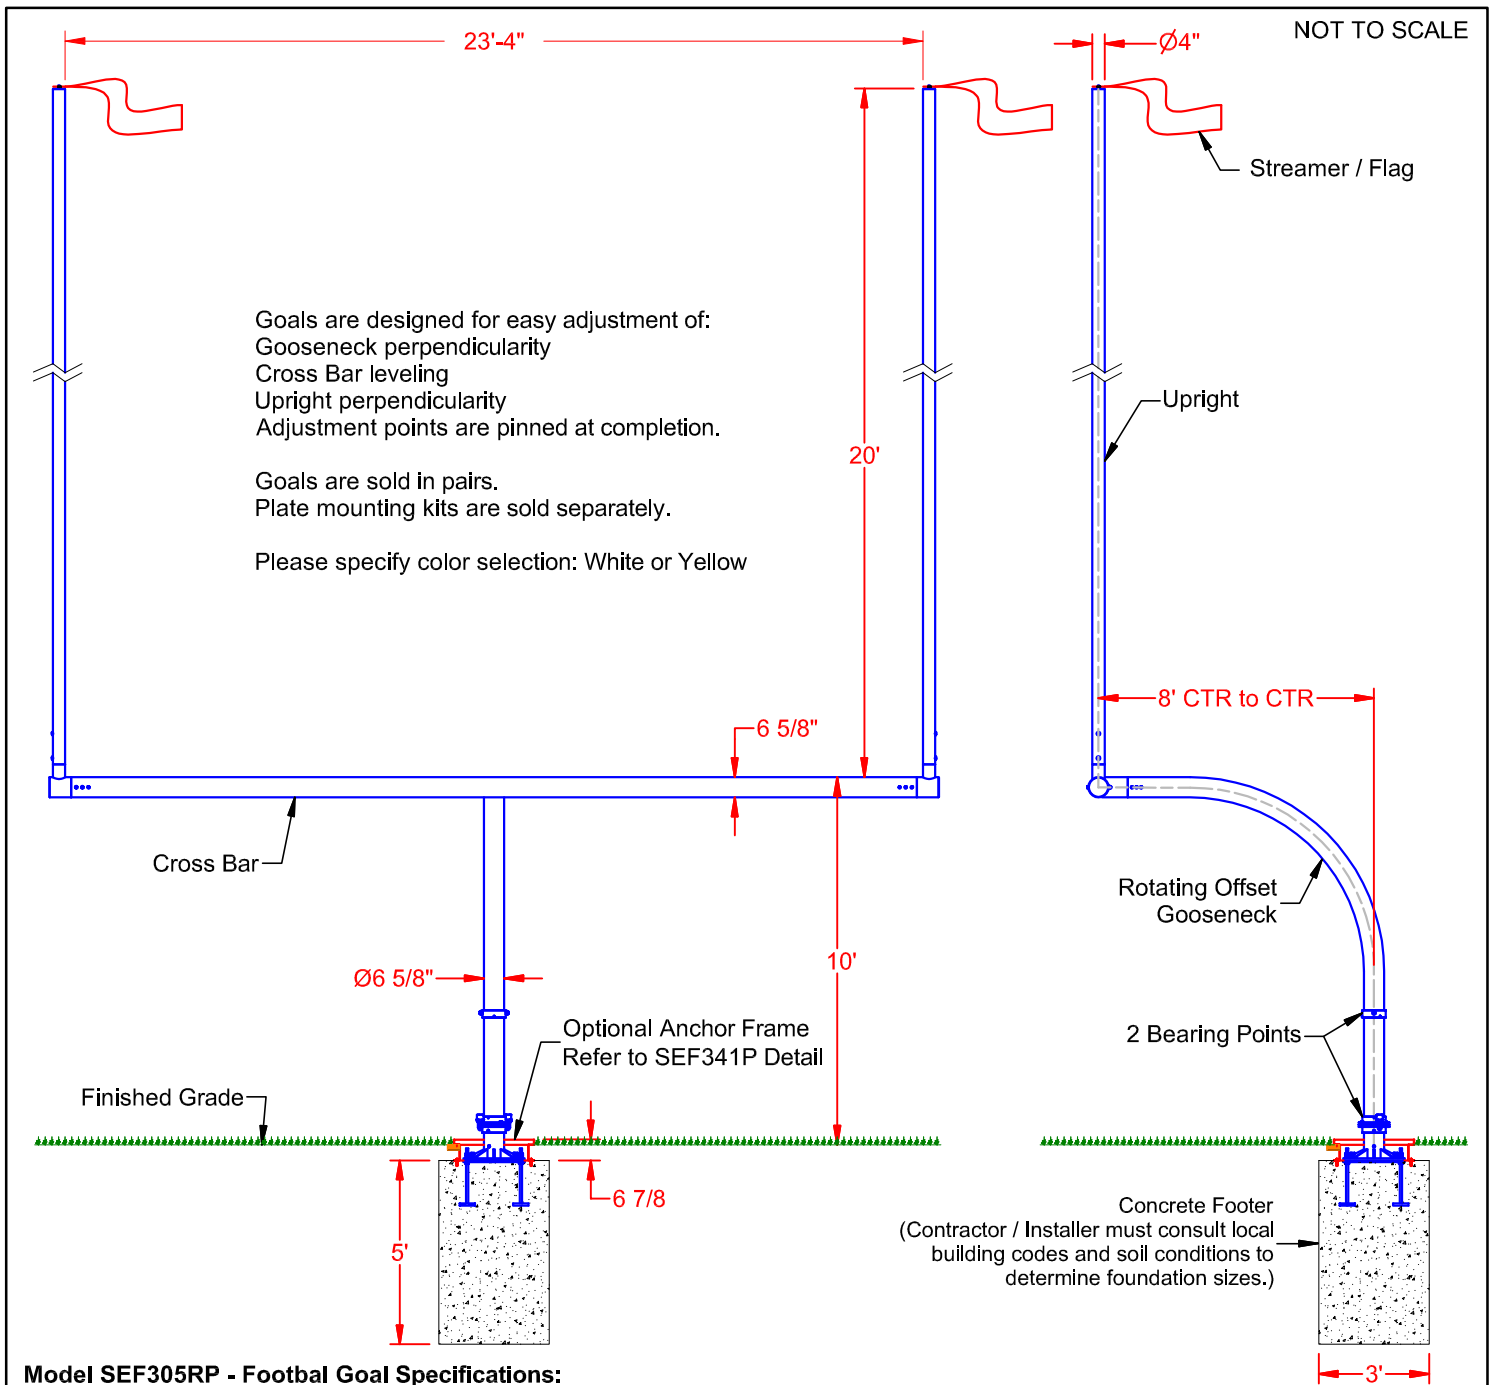 NOT TO SCALE
23'-4"
Ø4"
Streamer / Flag
Goals are designed for easy adjustment of:
Gooseneck perpendicularity
Cross Bar leveling
Upright perpendicularity
Adjustment points are pinned at completion.
Goals are sold in pairs.
Plate mounting kits are sold separately.
Please specify color selection: White or Yellow
Upright
20'
8' CTR to CTR
6 5/8"
Cross Bar
Rotating Offset
Gooseneck
Ø6 5/8"
10'
Optional Anchor Frame
Refer to SEF341P Detail
2 Bearing Points
Finished Grade
6 7/8
5'
Concrete Footer
(Contractor / Installer must consult local
building codes and soil conditions to
determine foundation sizes.)
3'
Model SEF305RP - Footbal Goal Specifications: